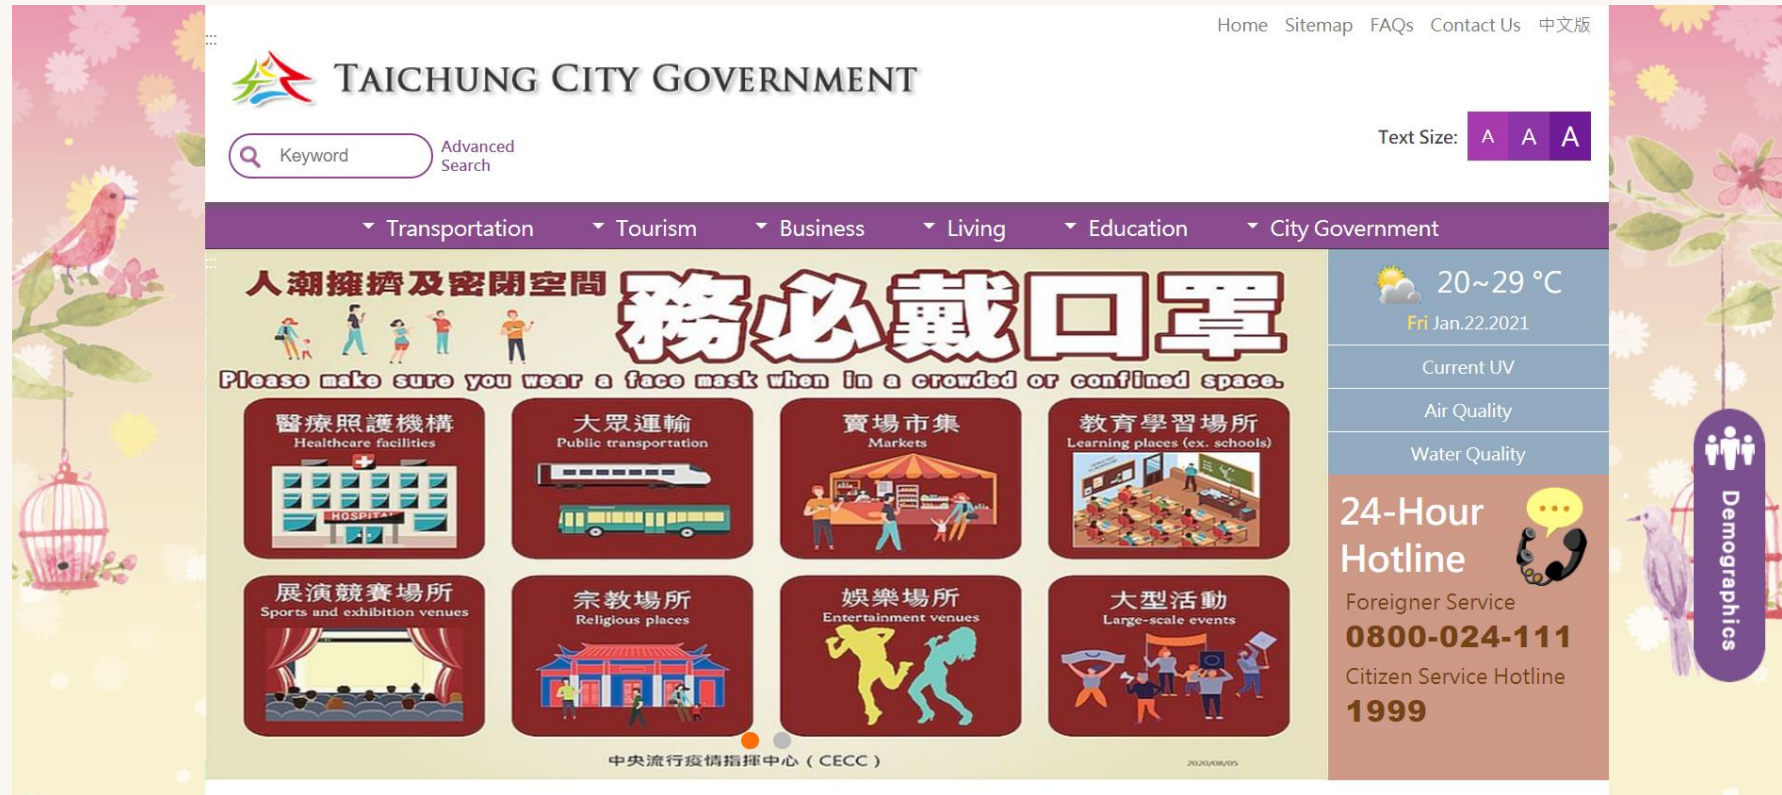 Home Sitemap FAQs Contact Us 中文版
:::
TAICHUNG CITY GOVERNMENT
Keyword
Advanced
Search
Text Size: A A A
Transportation Tourism Business Living Education City Government
:::
人潮擁擠及密閉空間 務必戴口罩
Please make sure you wear a face mask when in a crowded or confined space.
醫療照護機構
Healthcare facilities
HOSPITAL
大眾運輸
Public transportation
賣場市集
Markets
教育學習場所
Learning places (ex. schools)
展演競賽場所
Sports and exhibition venues
宗教場所
Religious places
娛樂場所
Entertainment venues
大型活動
Large-scale events
中央流行疫情指揮中心 ( CECC )
2020/08/05
20~29 °C
Fri Jan.22.2021
Current UV
Air Quality
Water Quality
24-Hour
Hotline
Foreigner Service
0800-024-111
Citizen Service Hotline
1999
Demographics